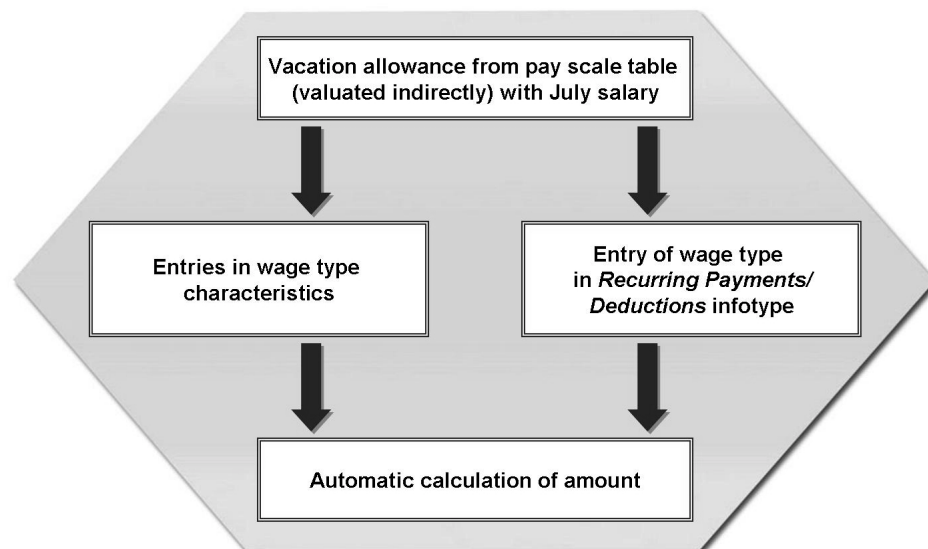 Vacation allowance from pay scale table
(valuated indirectly) with July salary
Entries in wage type
characteristics
Entry of wage type
in Recurring Payments/
Deductions infotype
Automatic calculation of amount